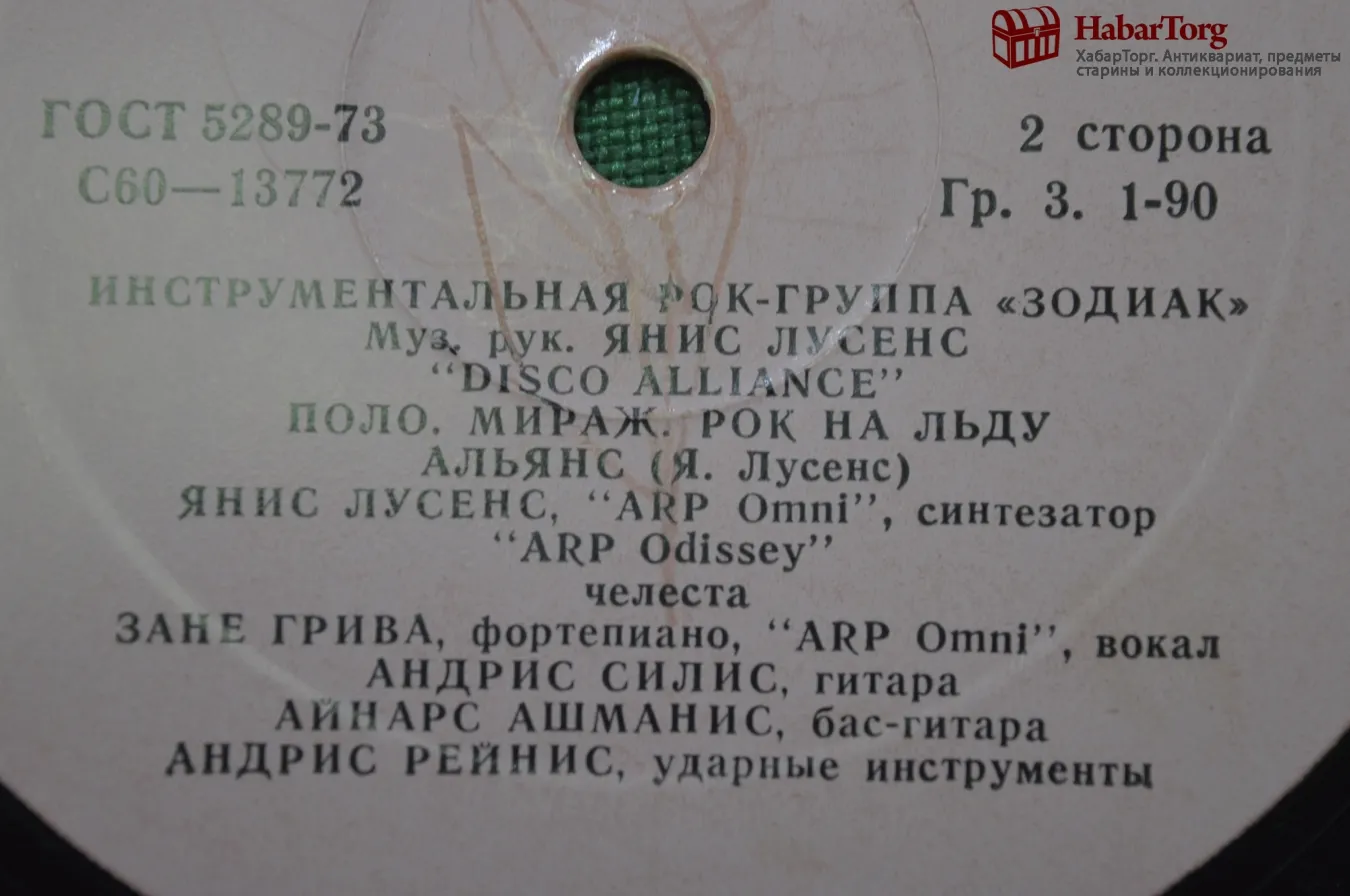 HabarTorg
ХабарТорг. Антиквариат, предметы
старины и коллекционирования
ГОСТ 5289-73
2 сторона
С60—13772
Гр. 3. 1-90
ИНСТРУМЕНТАЛЬНАЯ РОК-ГРУППА «ЗОДИАК»
Муз. рук. ЯНИС ЛУСЕНС
“DISCO ALLIANCE”
ПОЛО. МИРАЖ. РОК НА ЛЬДУ
АЛЬЯНС (Я. Лусенс)
ЯНИС ЛУСЕНС, “ARP Omni”, синтезатор
“ARP Odissey”
челеста
ЗАНЕ ГРИВА, фортепиано, “ARP Omni”, вокал
АНДРИС СИЛИС, гитара
АЙНАРС АШМАНИС, бас-гитара
АНДРИС РЕЙНИС, ударные инструменты